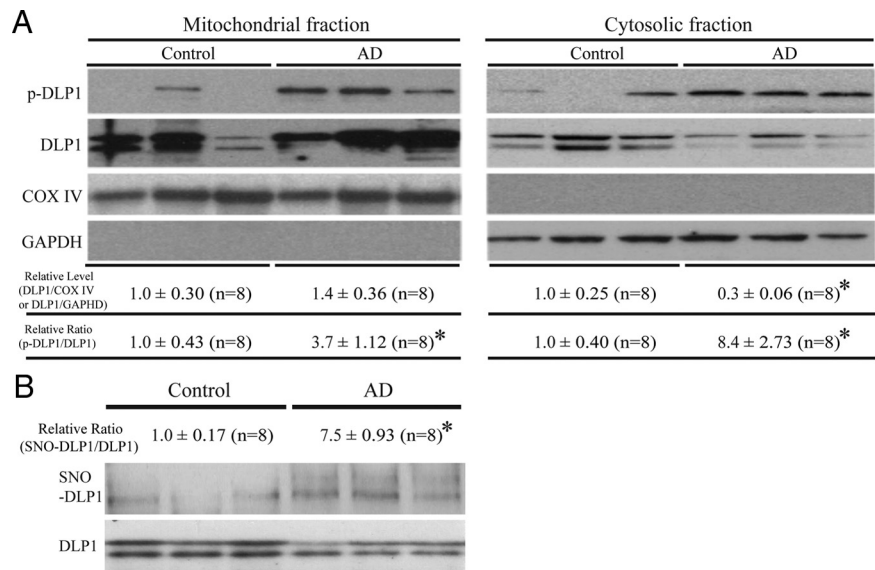 A
Mitochondrial fraction
Cytosolic fraction
Control AD Control AD
p-DLP1
DLP1
COX IV
GAPDH
Relative Level
(DLP1/COX IV
or DLP1/GAPHD)
1.0 ± 0.30 (n=8) 1.4 ± 0.36 (n=8) 1.0 ± 0.25 (n=8) 0.3 ± 0.06 (n=8)*
Relative Ratio
(p-DLP1/DLP1)
1.0 ± 0.43 (n=8) 3.7 ± 1.12 (n=8)* 1.0 ± 0.40 (n=8) 8.4 ± 2.73 (n=8)*
B
Control AD
Relative Ratio
(SNO-DLP1/DLP1)
1.0 ± 0.17 (n=8) 7.5 ± 0.93 (n=8)*
SNO
-DLP1
DLP1